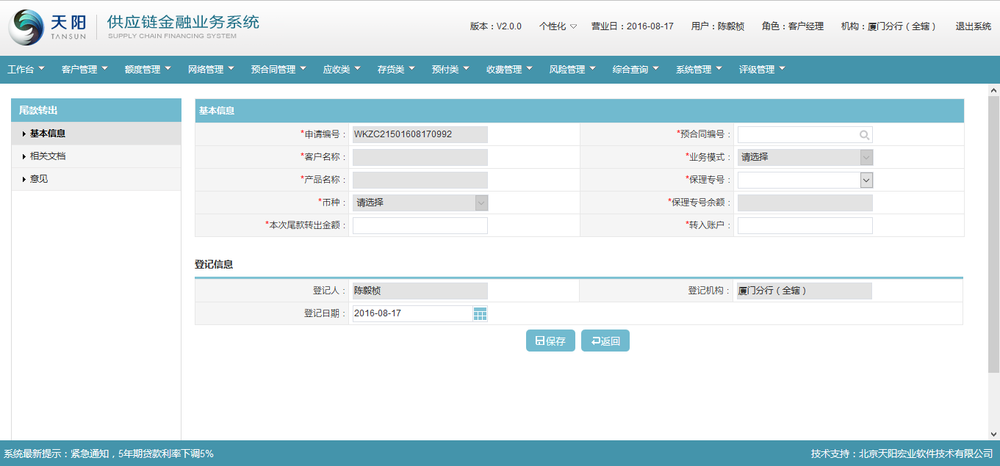 天阳 TANSUN 供应链金融业务系统 SUPPLY CHAIN FINANCING SYSTEM
版本：V2.0.0 个性化 营业日：2016-08-17 用户：陈毅桢 角色：客户经理 机构：厦门分行（全辖） 退出系统
工作台 客户管理 额度管理 网络管理 预合同管理 应收类 存货类 预付类 收费管理 风险管理 综合查询 系统管理 评级管理
尾款转出
基本信息
相关文档
意见
基本信息
*申请编号： WKZC21501608170992 *预合同编号：
*客户名称： *业务模式： 请选择
*产品名称： *保理专号：
*币种： 请选择 *保理专号余额：
*本次尾款转出金额： *转入账户：
登记信息
登记人： 陈毅桢 登记机构： 厦门分行（全辖）
登记日期： 2016-08-17
保存 返回
系统最新提示：紧急通知，5年期贷款利率下调5% 技术支持：北京天阳宏业软件技术有限公司